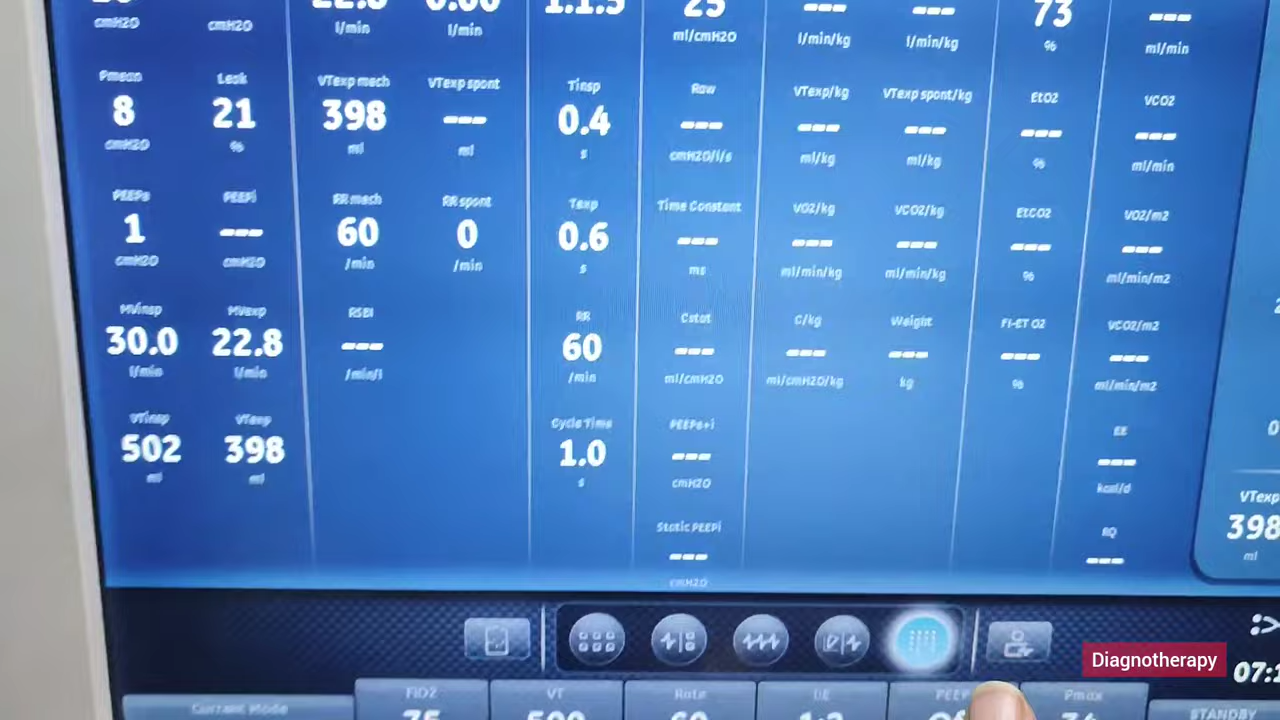 0.00
25
---
---
73
---
cmH2O
cmH2O
l/min
l/min
ml/cmH2O
l/min/kg
l/min/kg
%
ml/min
Pmean
Leak
VTexp mech
VTexp spont
Tinsp
Raw
VTexp/kg
VTexp spont/kg
EtO2
VCO2
8
21
398
---
0.4
---
---
---
---
---
cmH2O
%
ml
ml
s
cmH2O/l/s
ml/kg
ml/kg
%
ml/min
PEEPe
PEEPi
RR mech
RR spont
Texp
Time Constant
VO2/kg
VCO2/kg
EtCO2
VO2/m2
1
---
60
0
0.6
---
---
---
---
---
cmH2O
cmH2O
/min
/min
s
ms
ml/min/kg
ml/min/kg
%
ml/min/m2
MVinsp
MVexp
RSBI
RR
Cstat
C/kg
Weight
FI-ET O2
VCO2/m2
30.0
22.8
---
60
---
---
---
---
---
l/min
l/min
/min/l
/min
ml/cmH2O
ml/cmH2O/kg
kg
%
ml/min/m2
VTinsp
VTexp
Cycle Time
PEEPe+i
EE
502
398
1.0
---
---
ml
ml
s
cmH2O
kcal/d
Static PEEPi
RQ
---
---
cmH2O
VTexp
398
ml
Diagnotherapy
Current Mode
FiO2
VT
Rate
I:E
PEEP
Pmax
STANDBY